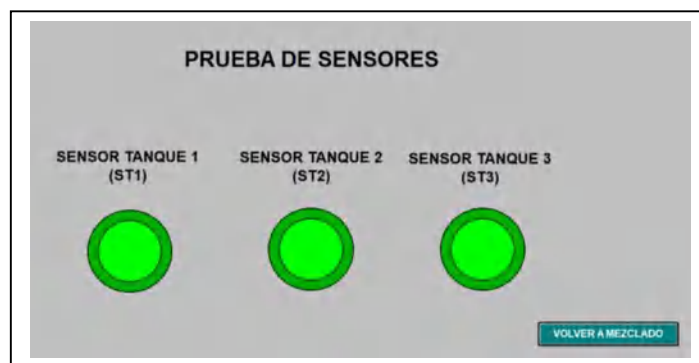 PRUEBA DE SENSORES
SENSOR TANQUE 1
(ST1)
SENSOR TANQUE 2
(ST2)
SENSOR TANQUE 3
(ST3)
VOLVER A MEZCLADO